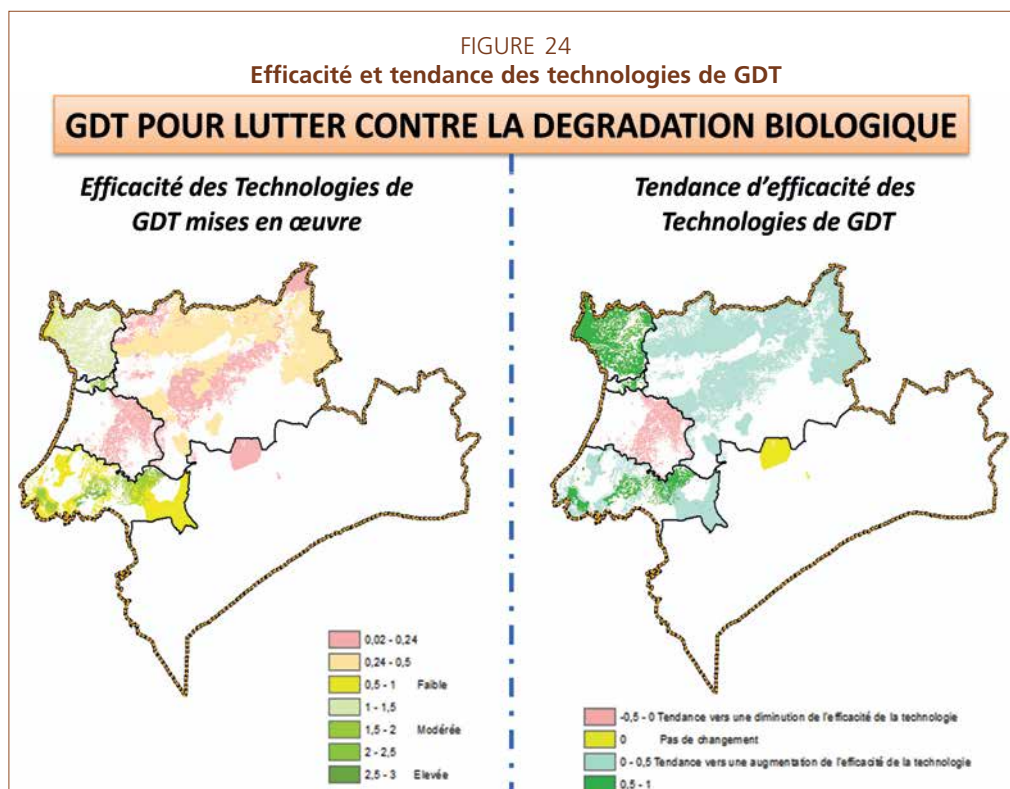 FIGURE 24
Efficacité et tendance des technologies de GDT
GDT POUR LUTTER CONTRE LA DEGRADATION BIOLOGIQUE
Efficacité des Technologies de
GDT mises en œuvre
Tendance d'efficacité des
Technologies de GDT
0,02 - 0,24
0,24 - 0,5
0,5 - 1 Faible
1 - 1,5
1,5 - 2 Modérée
2 - 2,5
2,5 - 3 Elevée
-0,5 - 0 Tendance vers une diminution de l'efficacité de la technologie
0 Pas de changement
0 - 0,5 Tendance vers une augmentation de l'efficacité de la technologie
0,5 - 1